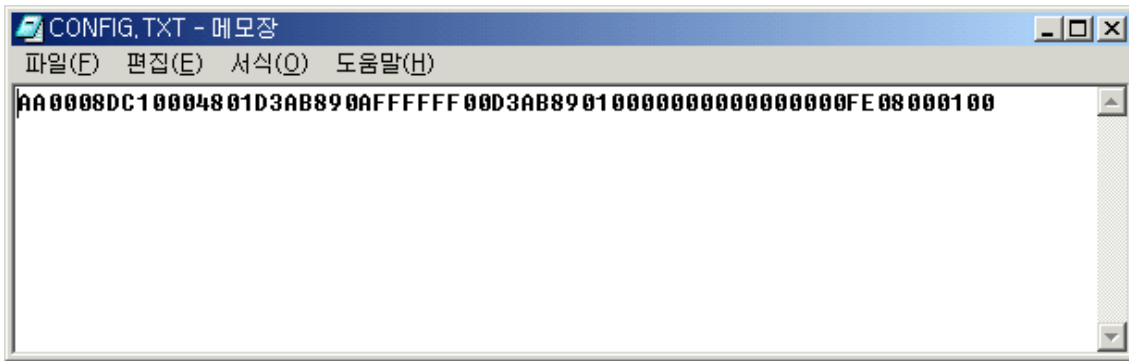 CONFIG.TXT - 메모장
파일(F) 편집(E) 서식(O) 도움말(H)
AA0008DC10004801D3AB890AFFFFFF00D3AB89010000000000000000FE08000100